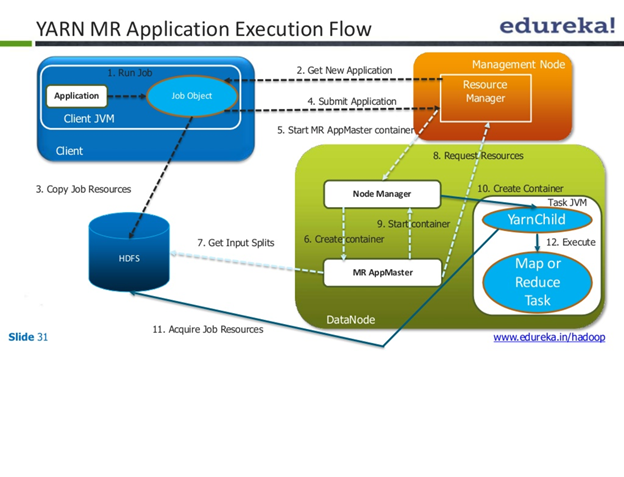 YARN MR Application Execution Flow
edureka!
1. Run Job
2. Get New Application
Management Node
Application
Job Object
Resource
Manager
4. Submit Application
Client JVM
5. Start MR AppMaster container
Client
8. Request Resources
3. Copy Job Resources
Node Manager
10. Create Container
Task JVM
9. Start container
YarnChild
6. Create container
7. Get Input Splits
12. Execute
HDFS
MR AppMaster
Map or
Reduce
Task
DataNode
11. Acquire Job Resources
Slide 31
www.edureka.in/hadoop